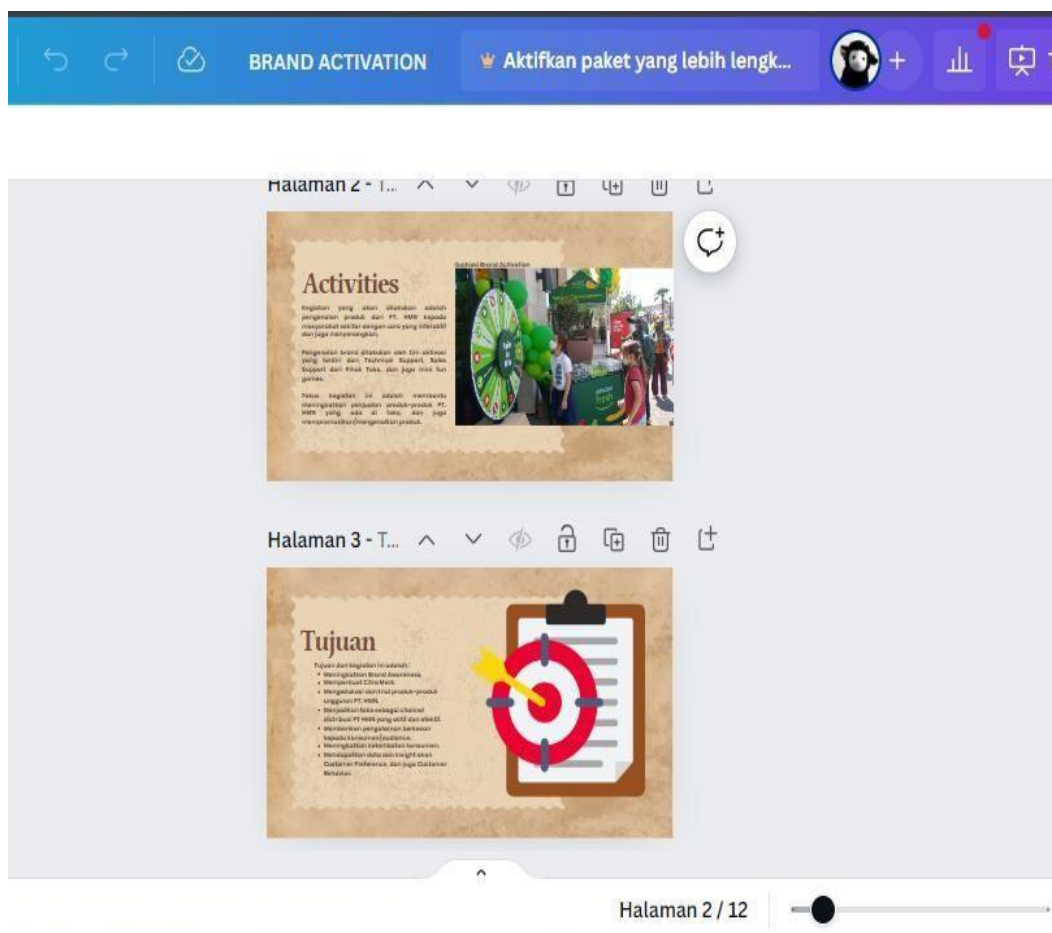 BRAND ACTIVATION
Aktifkan paket yang lebih lengk...
Halaman 2 - T...
Activities
Ilustrasi Brand Activation
Kegiatan yang akan dilakukan adalah
pengenalan produk dari PT. HMN kepada
masyarakat sekitar dengan cara yang interaktif
dan juga menyenangkan.
Pengenalan brand dilakukan oleh tim aktivasi
yang terdiri dari Technical Support, Sales
Support dari Pihak Toko, dan juga mini fun
games.
Fokus kegiatan ini adalah membantu
meningkatkan penjualan produk-produk PT.
HMN yang ada di toko, dan juga
mempromosikan/mengenalkan produk.
fresh
Halaman 3 - T...
Tujuan
Tujuan dari kegiatan ini adalah :
Meningkatkan Brand Awareness.
Memperkuat Citra Merk.
Mengedukasi dan trial produk-produk
unggulan PT. HMN.
Menjadikan toko sebagai channel
distribusi PT HMN yang aktif dan efektif.
Memberikan pengalaman berkesan
kepada konsumen/audience.
Meningkatkan keterlibatan konsumen.
Mendapatkan data dan insight akan
Customer Preference, dan juga Customer
Behavior.
Halaman 2 / 12